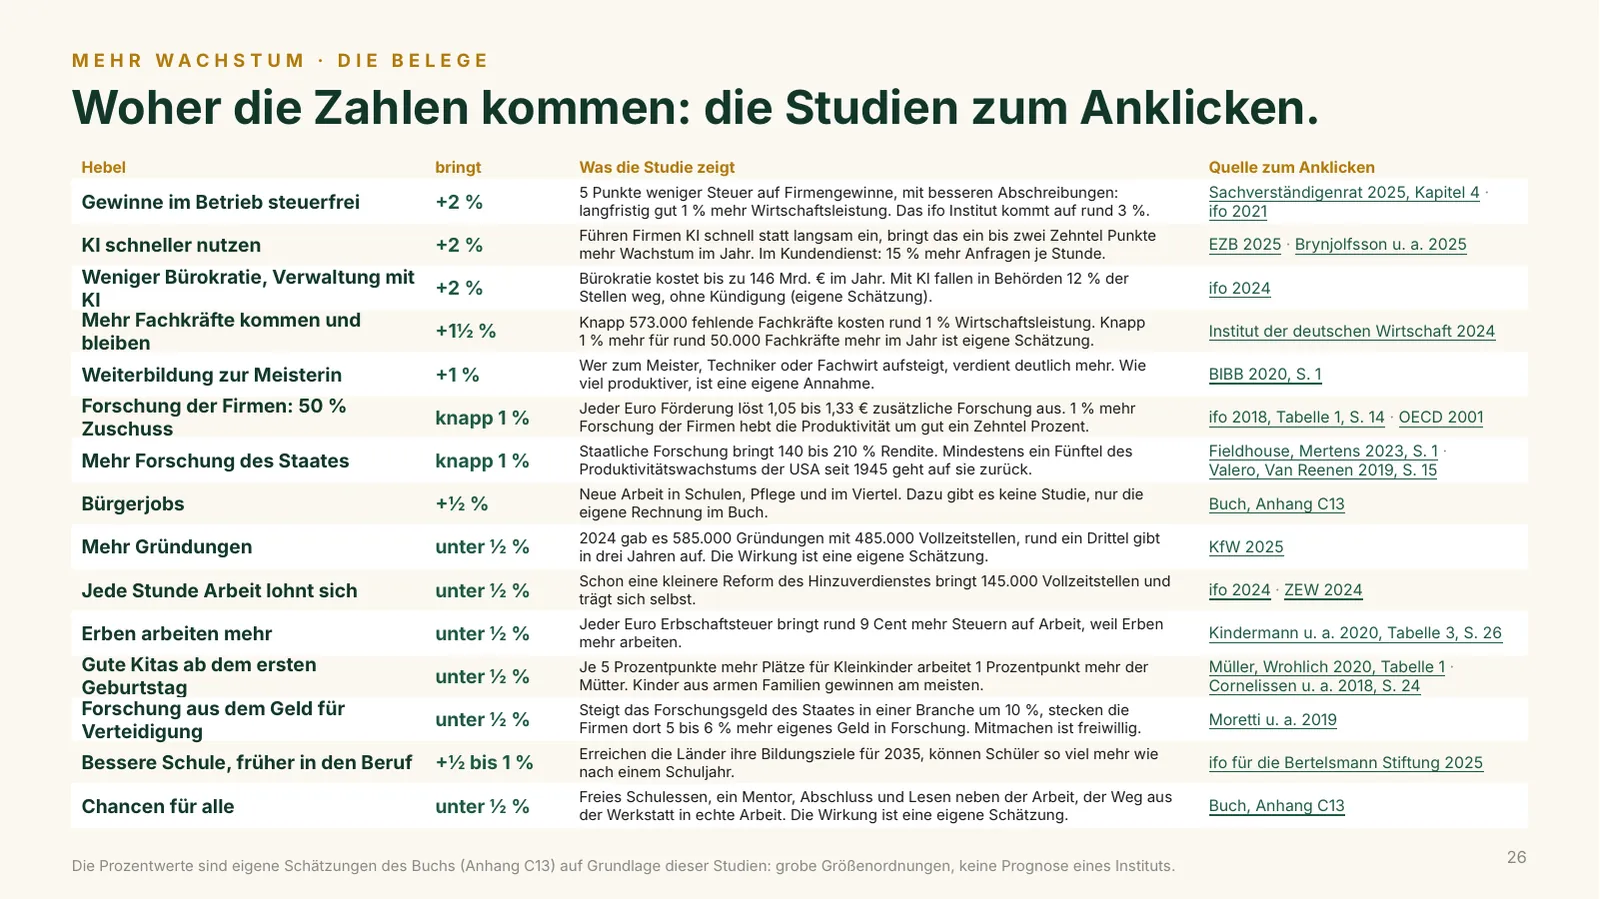 MEHR WACHSTUM · DIE BELEGE
Woher die Zahlen kommen: die Studien zum Anklicken.
Hebel bringt Was die Studie zeigt Quelle zum Anklicken
Gewinne im Betrieb steuerfrei
+2 %
5 Punkte weniger Steuer auf Firmengewinne, mit besseren Abschreibungen:
langfristig gut 1 % mehr Wirtschaftsleistung. Das ifo Institut kommt auf rund 3 %.
Sachverständigenrat 2025, Kapitel 4 ·
ifo 2021
KI schneller nutzen
+2 %
Führen Firmen KI schnell statt langsam ein, bringt das ein bis zwei Zehntel Punkte
mehr Wachstum im Jahr. Im Kundendienst: 15 % mehr Anfragen je Stunde.
EZB 2025 · Brynjolfsson u. a. 2025
Weniger Bürokratie, Verwaltung mit
KI
+2 %
Bürokratie kostet bis zu 146 Mrd. € im Jahr. Mit KI fallen in Behörden 12 % der
Stellen weg, ohne Kündigung (eigene Schätzung).
ifo 2024
Mehr Fachkräfte kommen und
bleiben
+1½ %
Knapp 573.000 fehlende Fachkräfte kosten rund 1 % Wirtschaftsleistung. Knapp
1 % mehr für rund 50.000 Fachkräfte mehr im Jahr ist eigene Schätzung.
Institut der deutschen Wirtschaft 2024
Weiterbildung zur Meisterin
+1 %
Wer zum Meister, Techniker oder Fachwirt aufsteigt, verdient deutlich mehr. Wie
viel produktiver, ist eine eigene Annahme.
BIBB 2020, S. 1
Forschung der Firmen: 50 %
Zuschuss
knapp 1 %
Jeder Euro Förderung löst 1,05 bis 1,33 € zusätzliche Forschung aus. 1 % mehr
Forschung der Firmen hebt die Produktivität um gut ein Zehntel Prozent.
ifo 2018, Tabelle 1, S. 14 · OECD 2001
Mehr Forschung des Staates
knapp 1 %
Staatliche Forschung bringt 140 bis 210 % Rendite. Mindestens ein Fünftel des
Produktivitätswachstums der USA seit 1945 geht auf sie zurück.
Fieldhouse, Mertens 2023, S. 1 ·
Valero, Van Reenen 2019, S. 15
Bürgerjobs
+½ %
Neue Arbeit in Schulen, Pflege und im Viertel. Dazu gibt es keine Studie, nur die
eigene Rechnung im Buch.
Buch, Anhang C13
Mehr Gründungen
unter ½ %
2024 gab es 585.000 Gründungen mit 485.000 Vollzeitstellen, rund ein Drittel gibt
in drei Jahren auf. Die Wirkung ist eine eigene Schätzung.
KfW 2025
Jede Stunde Arbeit lohnt sich
unter ½ %
Schon eine kleinere Reform des Hinzuverdienstes bringt 145.000 Vollzeitstellen und
trägt sich selbst.
ifo 2024 · ZEW 2024
Erben arbeiten mehr
unter ½ %
Jeder Euro Erbschaftsteuer bringt rund 9 Cent mehr Steuern auf Arbeit, weil Erben
mehr arbeiten.
Kindermann u. a. 2020, Tabelle 3, S. 26
Gute Kitas ab dem ersten
Geburtstag
unter ½ %
Je 5 Prozentpunkte mehr Plätze für Kleinkinder arbeitet 1 Prozentpunkt mehr der
Mütter. Kinder aus armen Familien gewinnen am meisten.
Müller, Wrohlich 2020, Tabelle 1 ·
Cornelissen u. a. 2018, S. 24
Forschung aus dem Geld für
Verteidigung
unter ½ %
Steigt das Forschungsgeld des Staates in einer Branche um 10 %, stecken die
Firmen dort 5 bis 6 % mehr eigenes Geld in Forschung. Mitmachen ist freiwillig.
Moretti u. a. 2019
Bessere Schule, früher in den Beruf
+½ bis 1 %
Erreichen die Länder ihre Bildungsziele für 2035, können Schüler so viel mehr wie
nach einem Schuljahr.
ifo für die Bertelsmann Stiftung 2025
Chancen für alle
unter ½ %
Freies Schulessen, ein Mentor, Abschluss und Lesen neben der Arbeit, der Weg aus
der Werkstatt in echte Arbeit. Die Wirkung ist eine eigene Schätzung.
Buch, Anhang C13
Die Prozentwerte sind eigene Schätzungen des Buchs (Anhang C13) auf Grundlage dieser Studien: grobe Größenordnungen, keine Prognose eines Instituts.
26